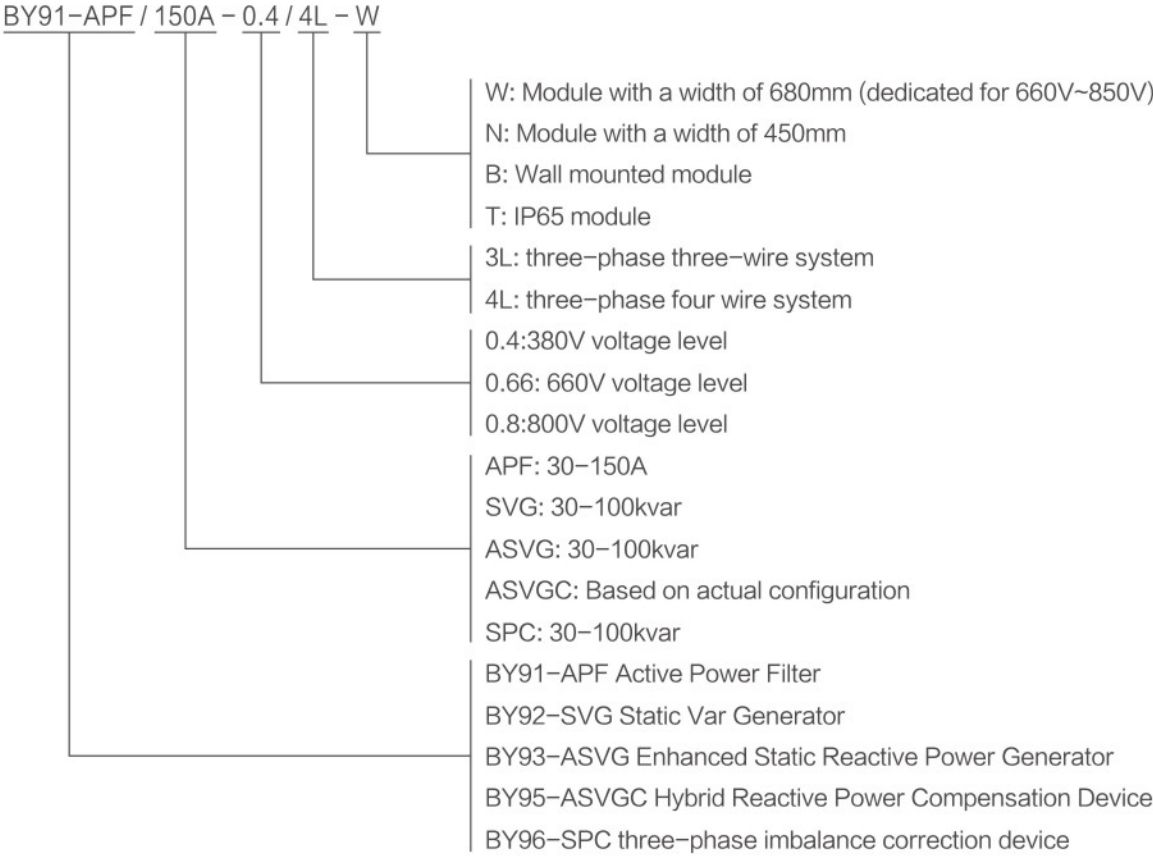 BY91-APF / 150A - 0.4 / 4L - W
W: Module with a width of 680mm (dedicated for 660V~850V)
N: Module with a width of 450mm
B: Wall mounted module
T: IP65 module
3L: three-phase three-wire system
4L: three-phase four wire system
0.4:380V voltage level
0.66: 660V voltage level
0.8:800V voltage level
APF: 30-150A
SVG: 30-100kvar
ASVG: 30-100kvar
ASVGC: Based on actual configuration
SPC: 30-100kvar
BY91-APF Active Power Filter
BY92-SVG Static Var Generator
BY93-ASVG Enhanced Static Reactive Power Generator
BY95-ASVGC Hybrid Reactive Power Compensation Device
BY96-SPC three-phase imbalance correction device